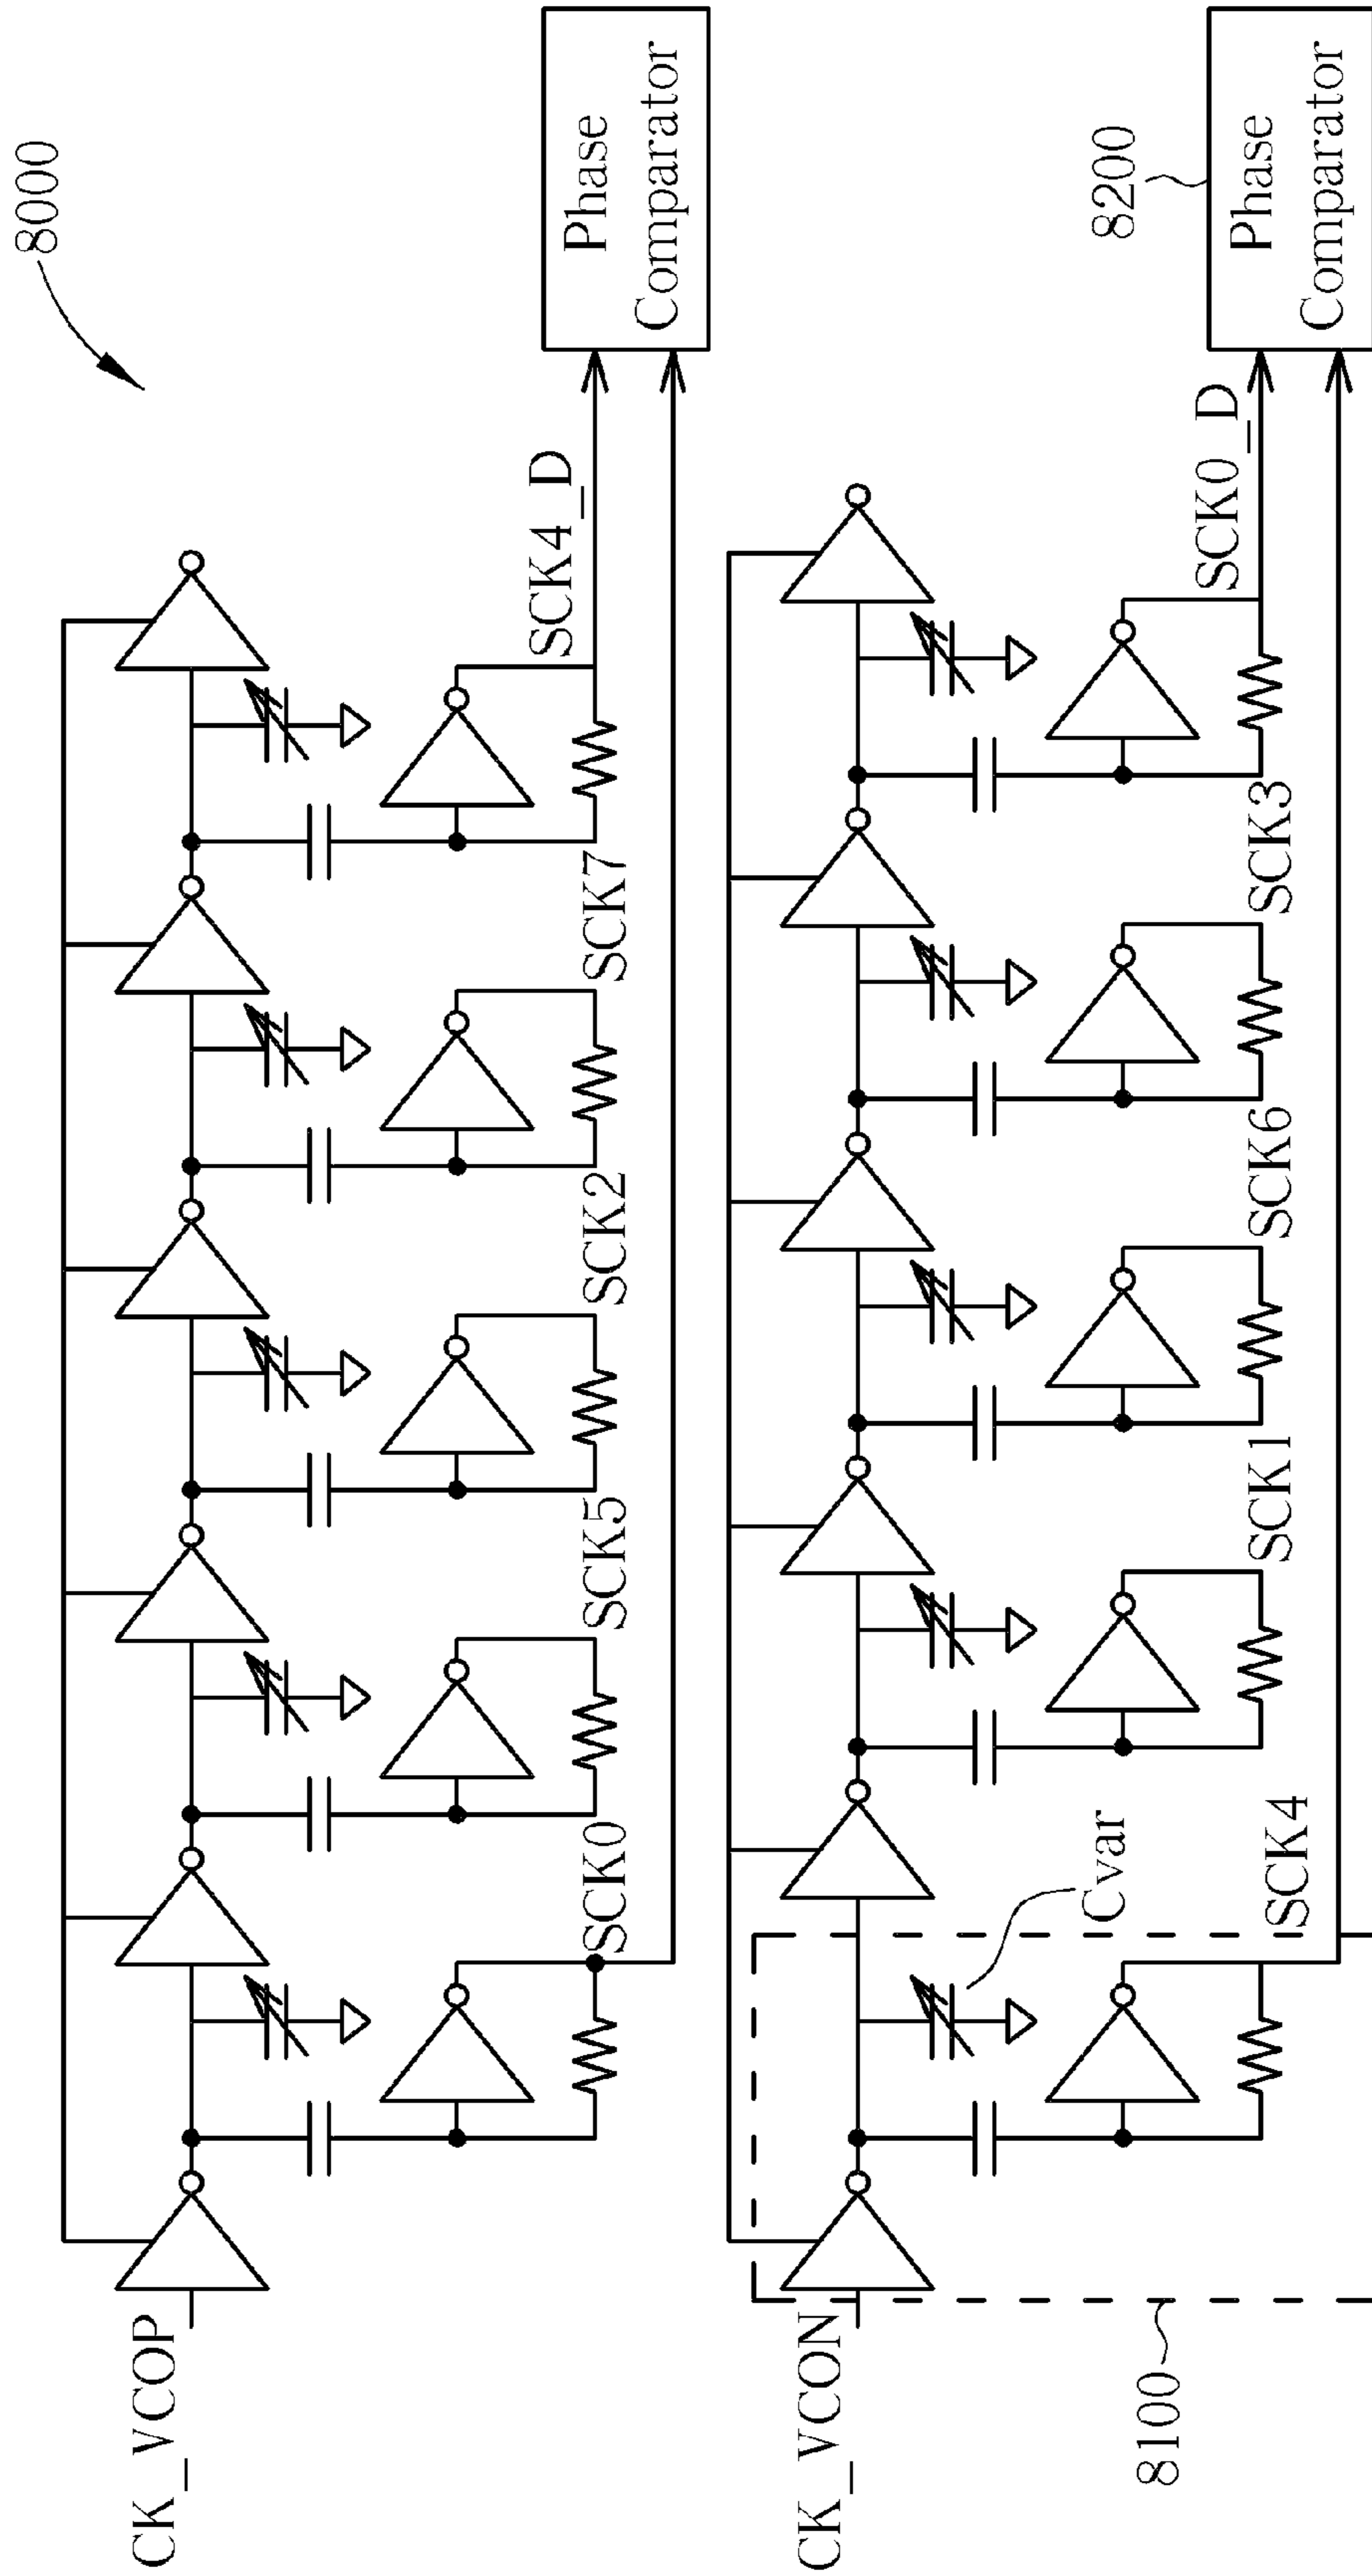 8000
CK_VCOP
SCK0
SCK5
SCK2
SCK7
SCK4_D
Phase
Comparator
CK_VCON
8100
Cvar
SCK4
SCK1
SCK6
SCK3
SCK0_D
8200
Phase
Comparator